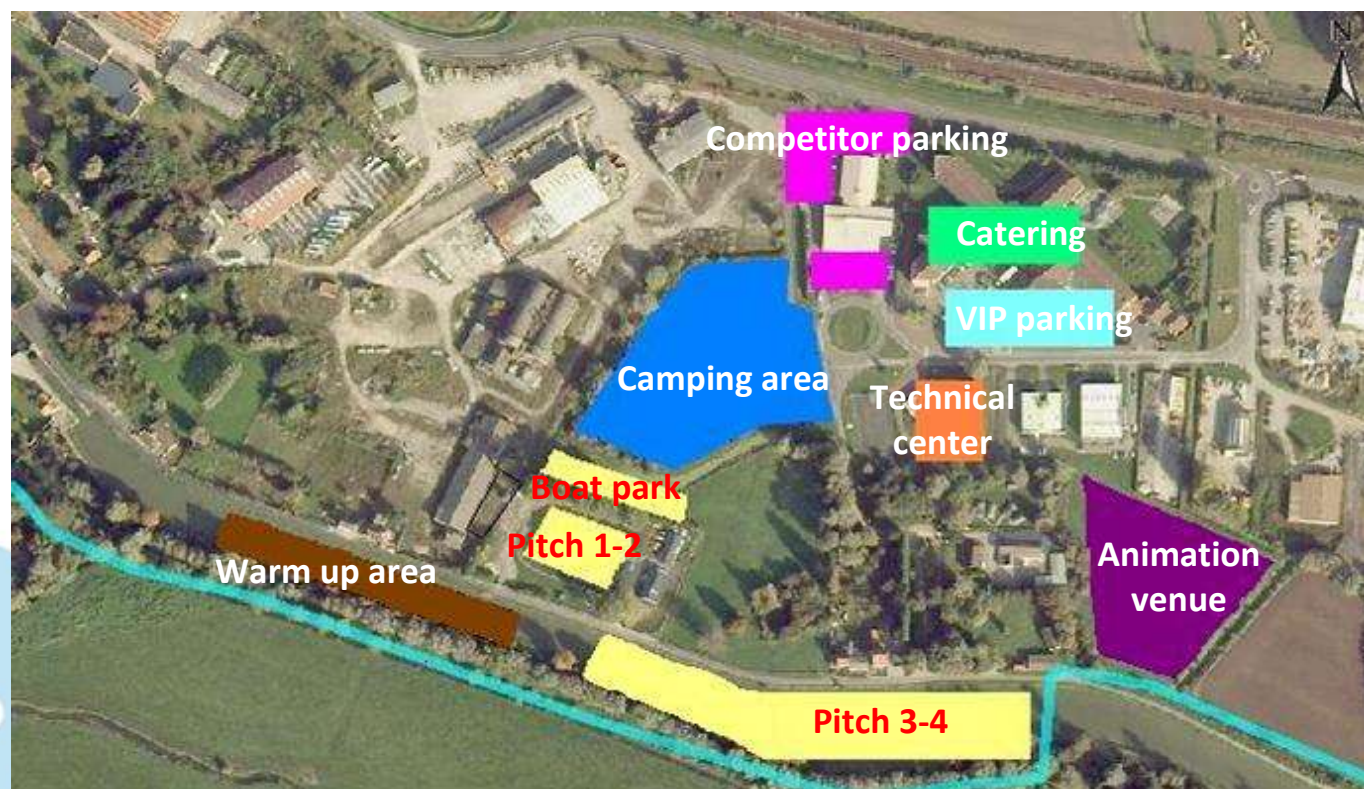 N
Competitor parking
Catering
VIP parking
Camping area
Technical
center
Boat park
Pitch 1-2
Warm up area
Animation
venue
Pitch 3-4